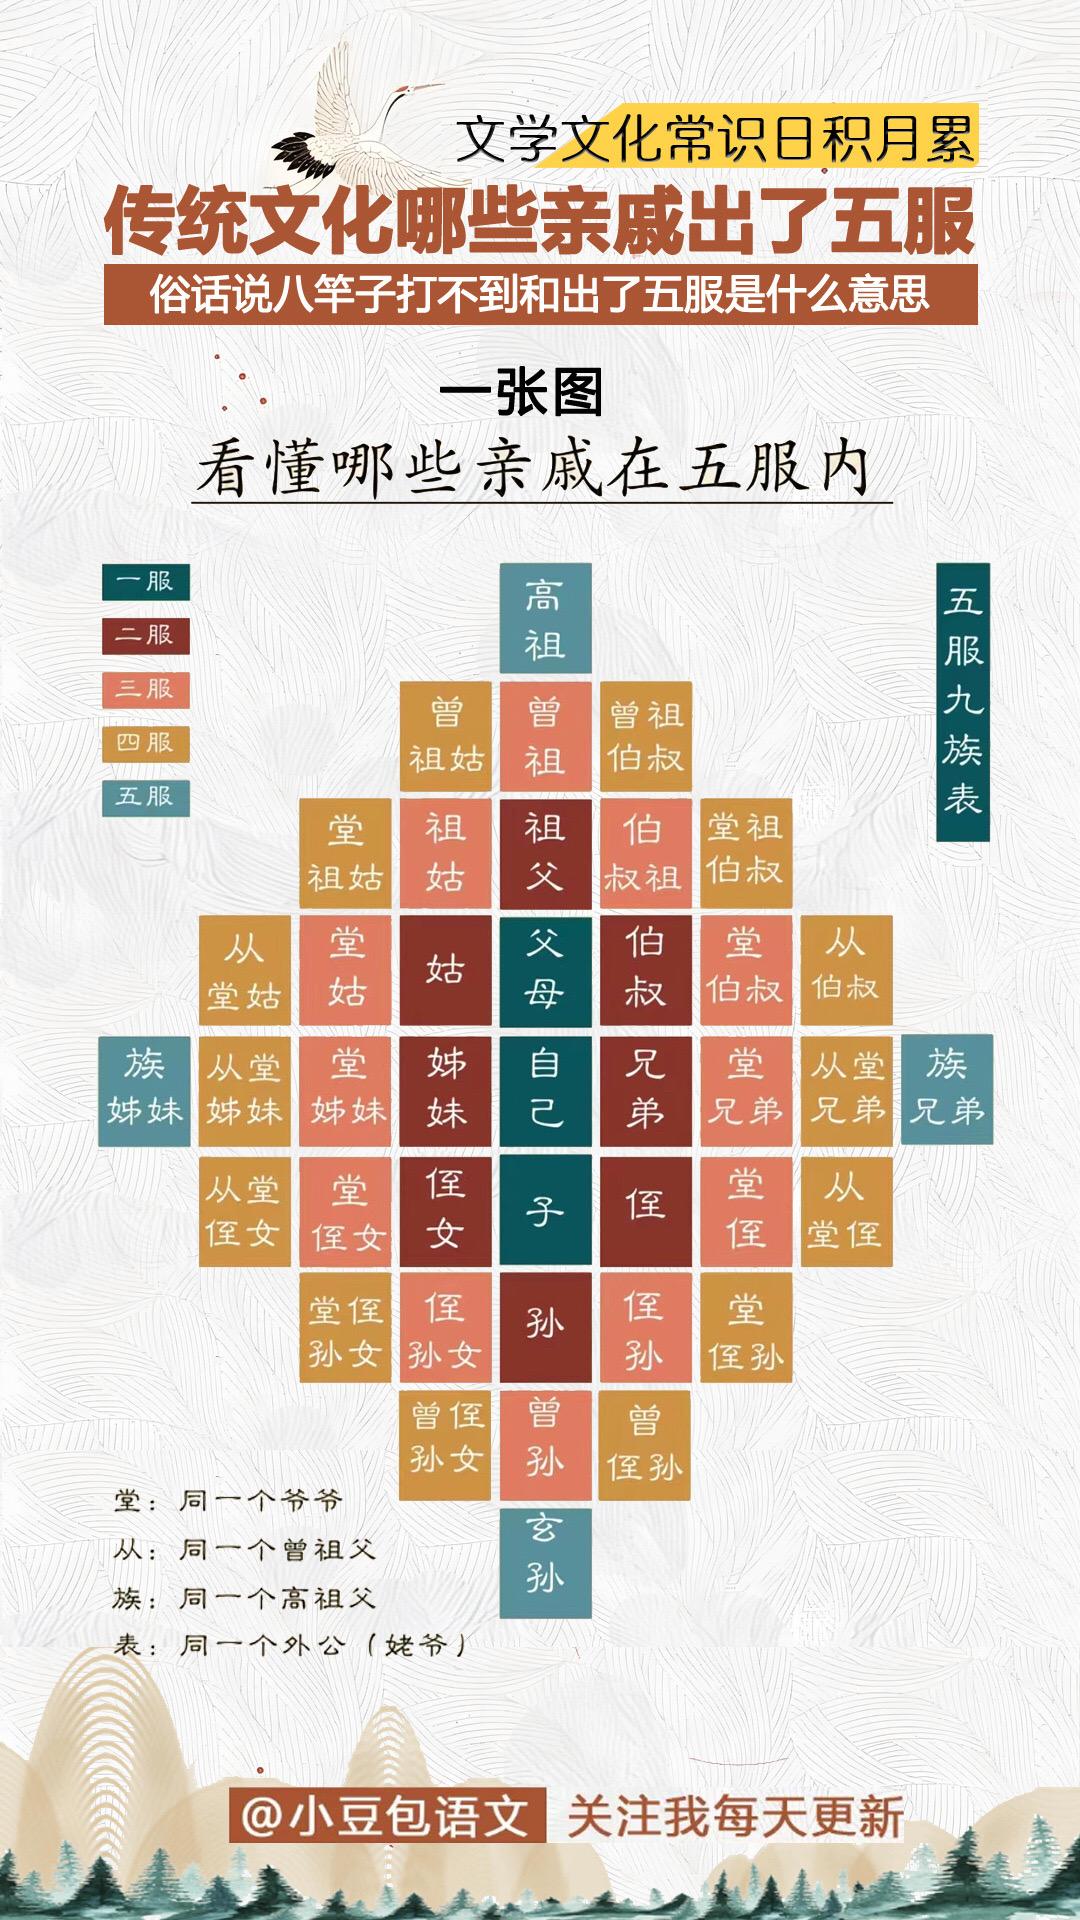 文学文化常识日积月累
传统文化哪些亲戚出了五服
俗话说八竿子打不到和出了五服是什么意思
一张图
看懂哪些亲戚在五服内
一服
二服
三服
四服
五服
五服九族表
高
祖
曾
祖姑
曾
祖
曾祖
伯叔
堂
祖姑
祖
姑
祖
父
伯
叔祖
堂祖
伯叔
从
堂姑
堂
姑
姑
父
母
伯
叔
堂
伯叔
从
伯叔
族
姊妹
从堂
姊妹
堂
姊妹
姊
妹
自
己
兄
弟
堂
兄弟
从堂
兄弟
族
兄弟
从堂
侄女
堂
侄女
侄
女
子
侄
堂
侄
从
堂侄
堂侄
孙女
侄
孙女
孙
侄
孙
堂
侄孙
曾侄
孙女
曾
孙
曾
侄孙
玄
孙
堂：同一个爷爷
从：同一个曾祖父
族：同一个高祖父
表：同一个外公（姥爷）
@小豆包语文 关注我每天更新